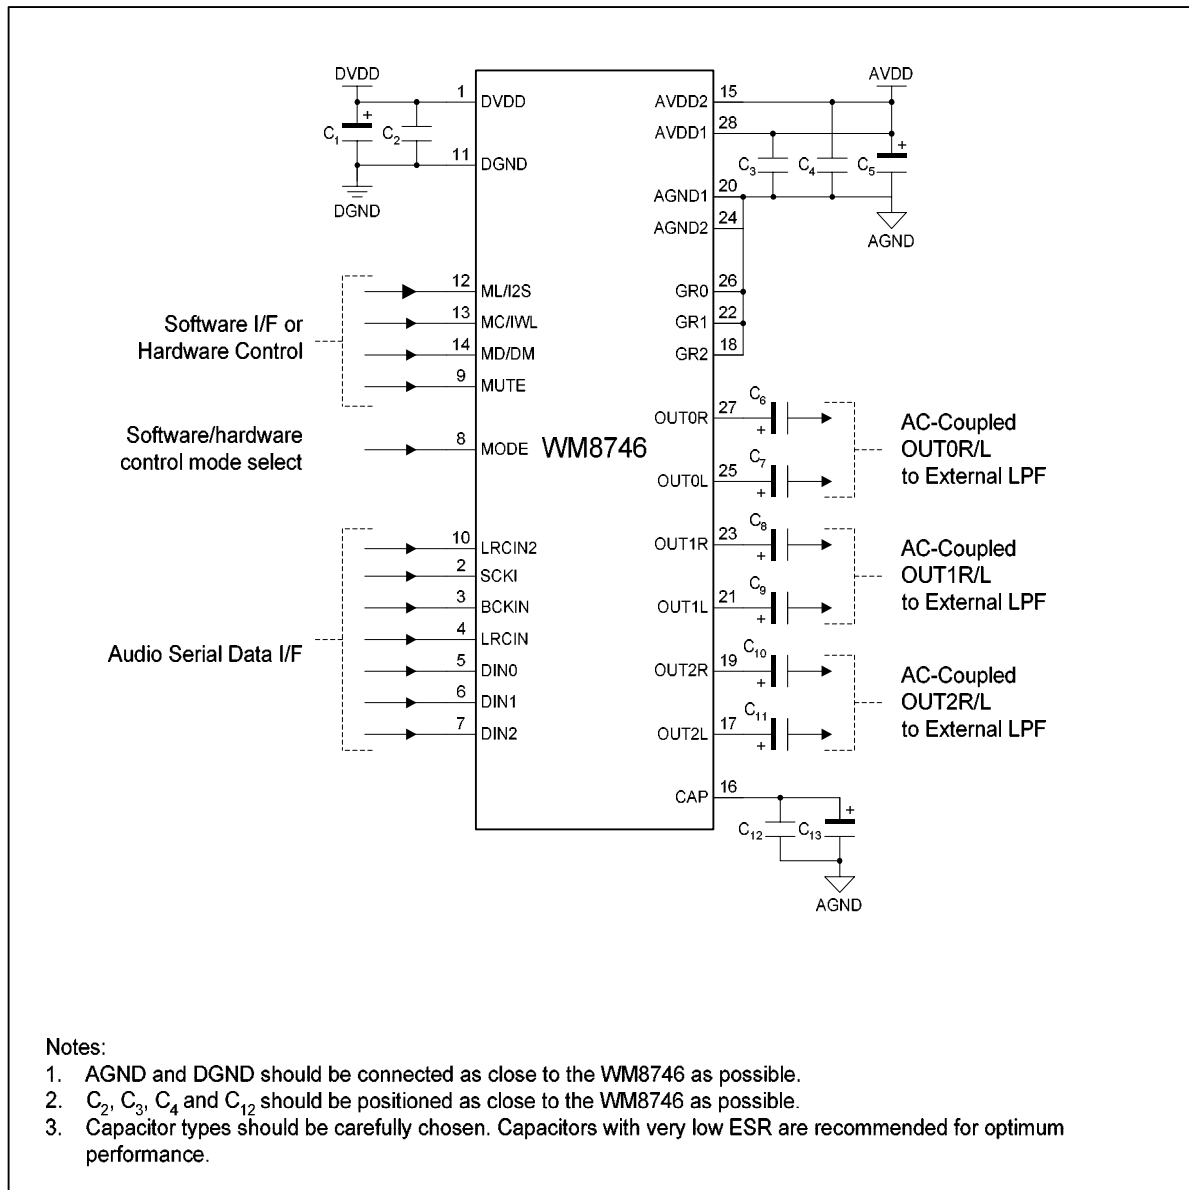 DVDD
AVDD
1
DVDD
AVDD2
15
+
C1
C2
AVDD1
28
+
C3
C4
C5
11
DGND
AGND1
20
DGND
AGND2
24
AGND
12
ML/I2S
GR0
26
Software I/F or
Hardware Control
13
MC/IWL
GR1
22
14
MD/DM
GR2
18
9
MUTE
OUT0R
27
C6
+
AC-Coupled
OUT0R/L
to External LPF
Software/hardware
control mode select
8
MODE
WM8746
OUT0L
25
C7
+
10
LRCIN2
OUT1R
23
C8
+
AC-Coupled
OUT1R/L
to External LPF
2
SCKI
3
BCKIN
OUT1L
21
C9
+
Audio Serial Data I/F
4
LRCIN
5
DIN0
OUT2R
19
C10
+
AC-Coupled
OUT2R/L
to External LPF
6
DIN1
7
DIN2
OUT2L
17
C11
+
CAP
16
+
C12
C13
AGND
Notes:
1. AGND and DGND should be connected as close to the WM8746 as possible.
2. C2, C3, C4 and C12 should be positioned as close to the WM8746 as possible.
3. Capacitor types should be carefully chosen. Capacitors with very low ESR are recommended for optimum
performance.